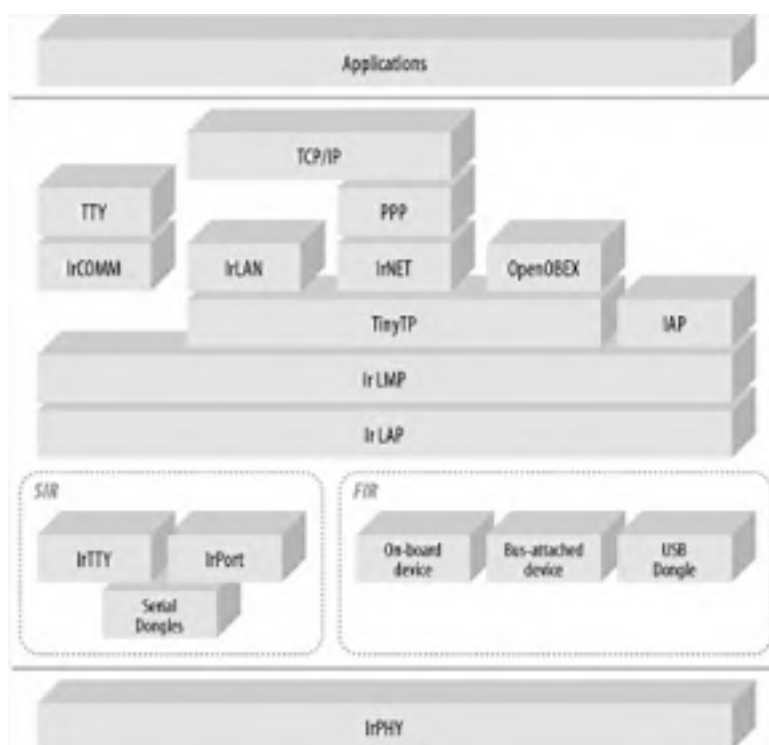 Applications
TCP/IP
TTY
PPP
IrCOMM
IrLAN
IrNET
OpenOBEX
TinyTP
IAP
Ir LMP
Ir LAP
SIR
FIR
IrTTY
IrPort
On-board
device
Bus-attached
device
USB
Dongle
Serial
Dongles
IrPHY